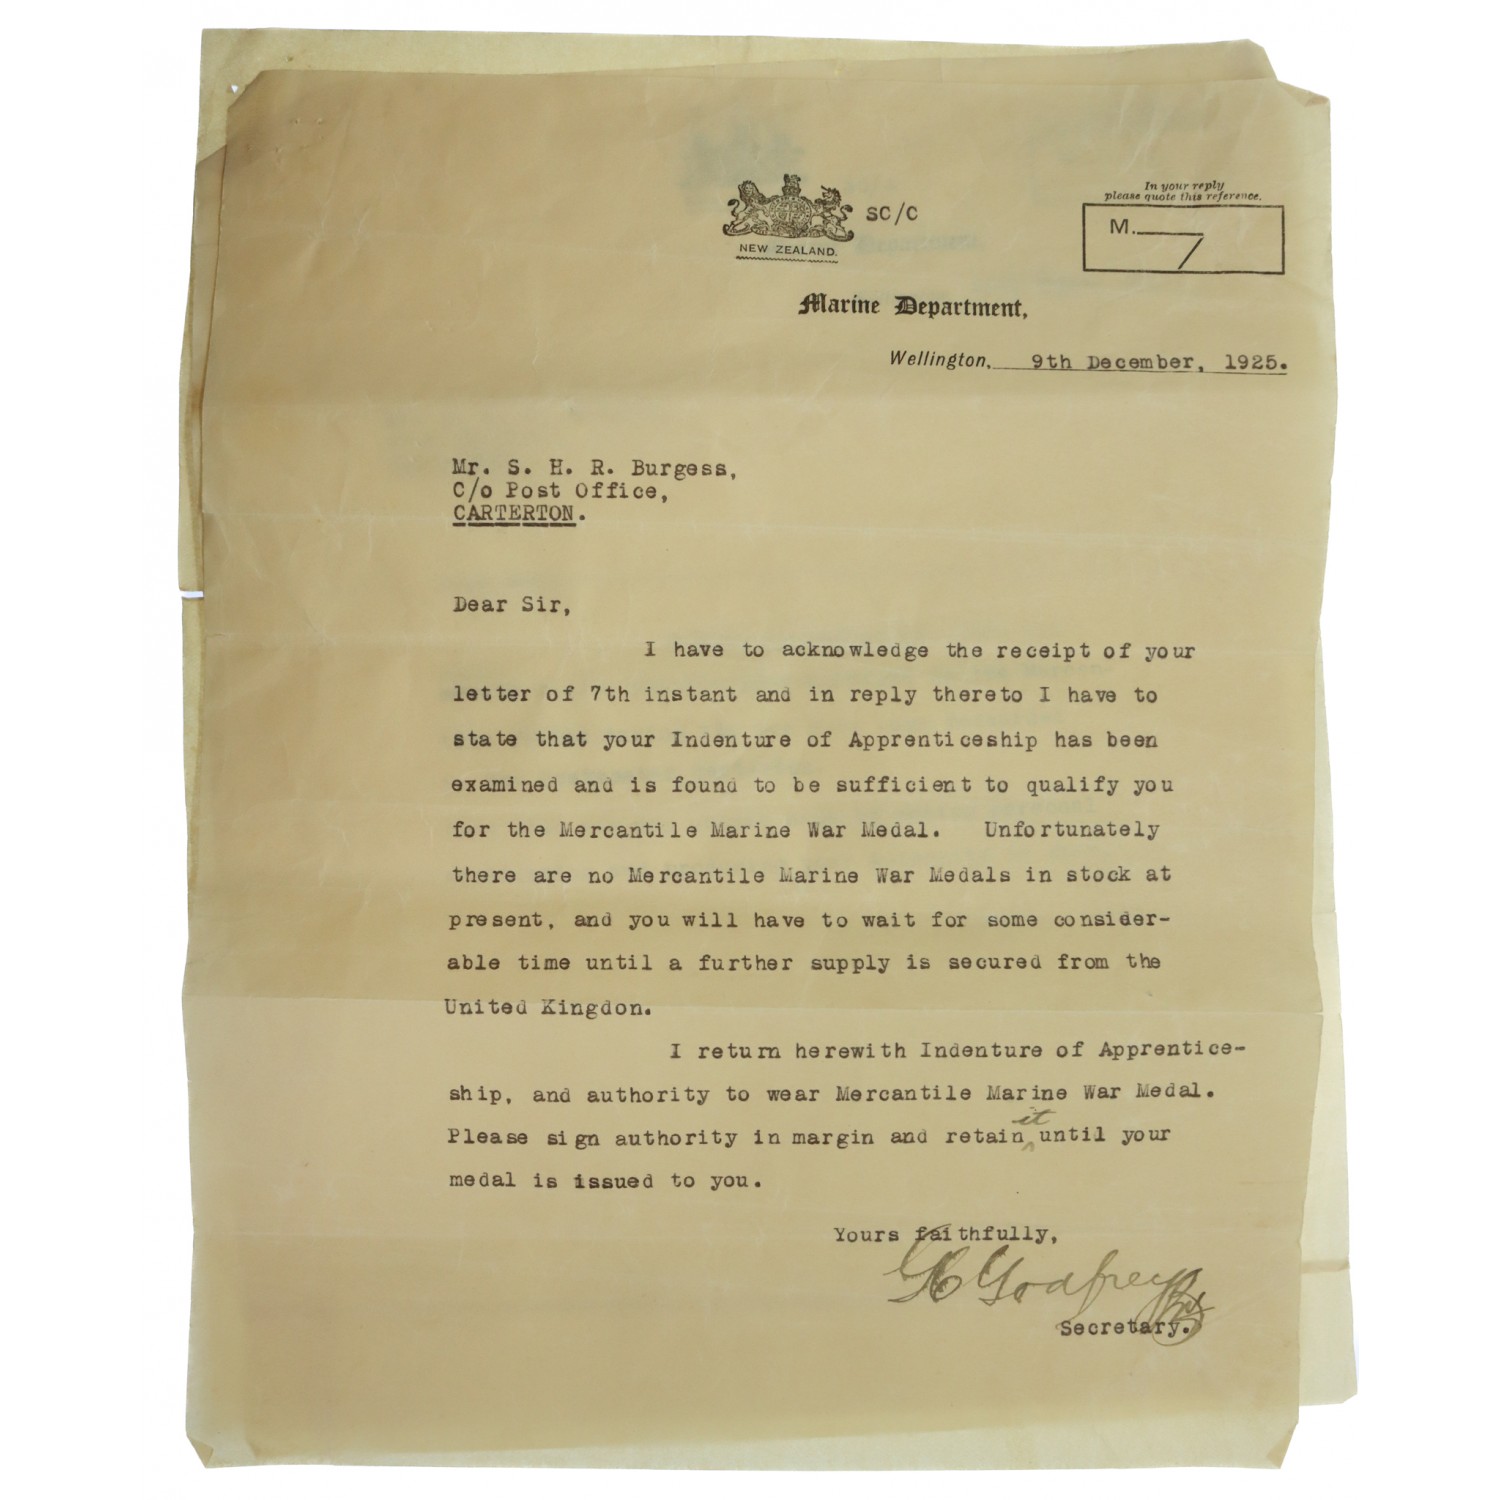 In your reply
please quote this reference.
SC/C
M.
/
NEW ZEALAND.
Marine Department,
Wellington, 9th December, 1925.
Mr. S. H. R. Burgess,
C/o Post Office,
CARTERTON.
Dear Sir,
I have to acknowledge the receipt of your
letter of 7th instant and in reply thereto I have to
state that your Indenture of Apprenticeship has been
examined and is found to be sufficient to qualify you
for the Mercantile Marine War Medal. Unfortunately
there are no Mercantile Marine War Medals in stock at
present, and you will have to wait for some consider-
able time until a further supply is secured from the
United Kingdon.
I return herewith Indenture of Apprentice-
ship, and authority to wear Mercantile Marine War Medal.
Please sign authority in margin and retain it until your
medal is issued to you.
Yours faithfully,
Godfrey
Secretary.